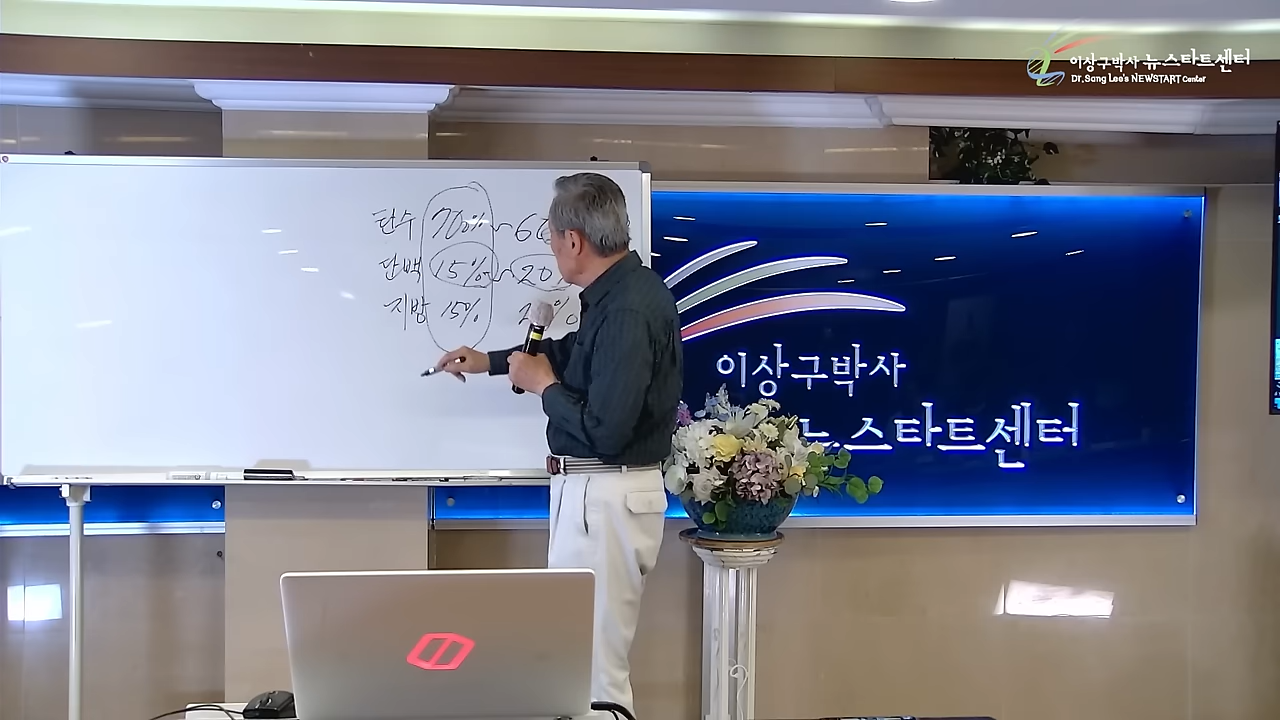 이상구박사 뉴스타트센터
Dr. Sang Lee's NEWSTART Center
탄수 70% ~ 6
단백 15% ~ 20
지방 15% 2 %
이상구박사
뉴스타트센터